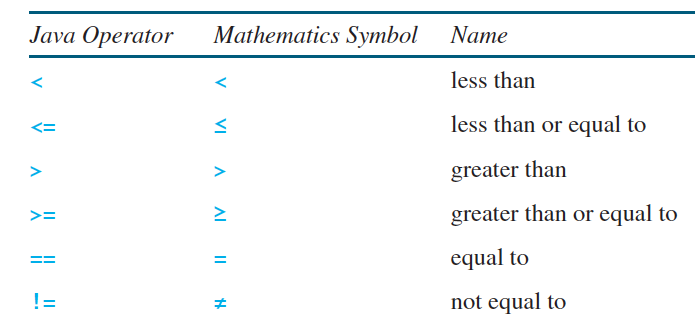 Java Operator Mathematics Symbol Name
< < less than
<= ≤ less than or equal to
> > greater than
>= ≥ greater than or equal to
== = equal to
!= ≠ not equal to